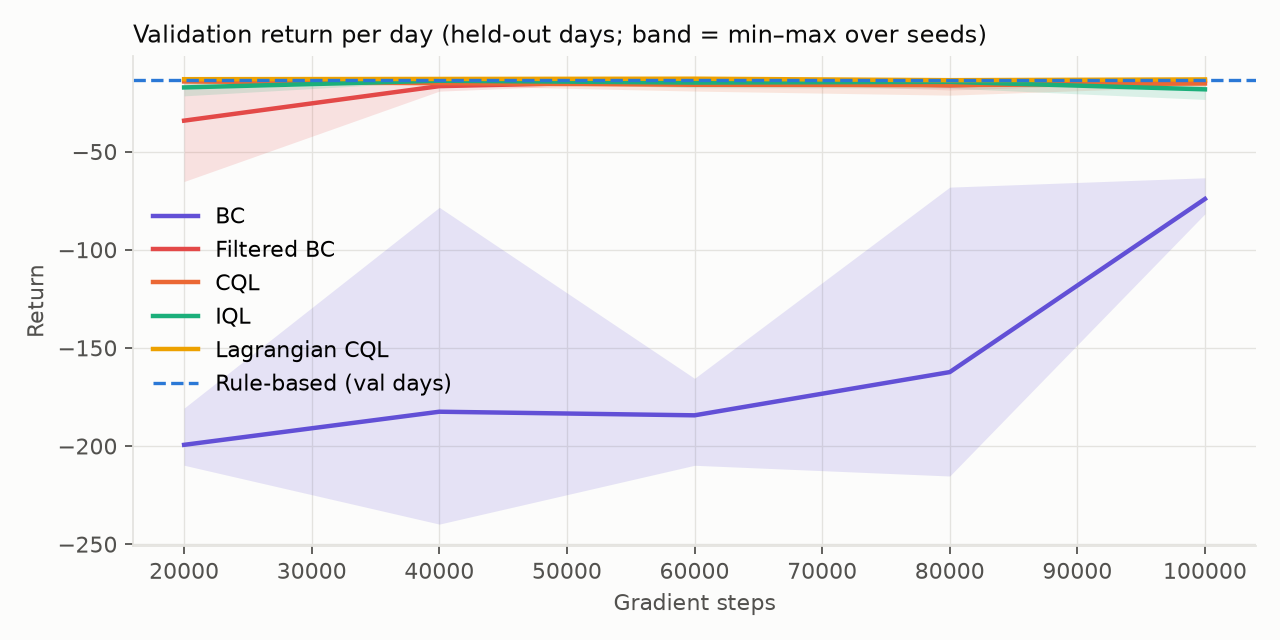 Validation return per day (held-out days; band = min–max over seeds)
Return
−50
−100
−150
−200
−250
BC
Filtered BC
CQL
IQL
Lagrangian CQL
Rule-based (val days)
20000 30000 40000 50000 60000 70000 80000 90000 100000
Gradient steps